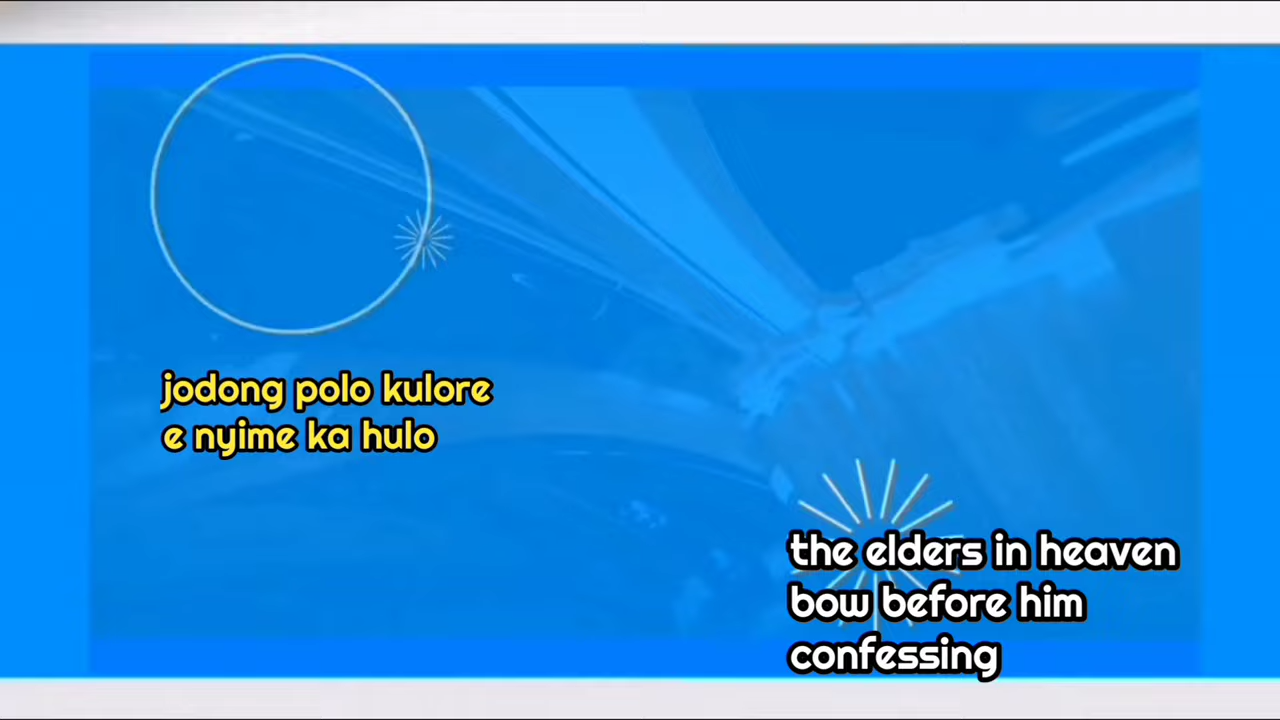 jodong polo kulore
e nyime ka hulo
the elders in heaven
bow before him
confessing